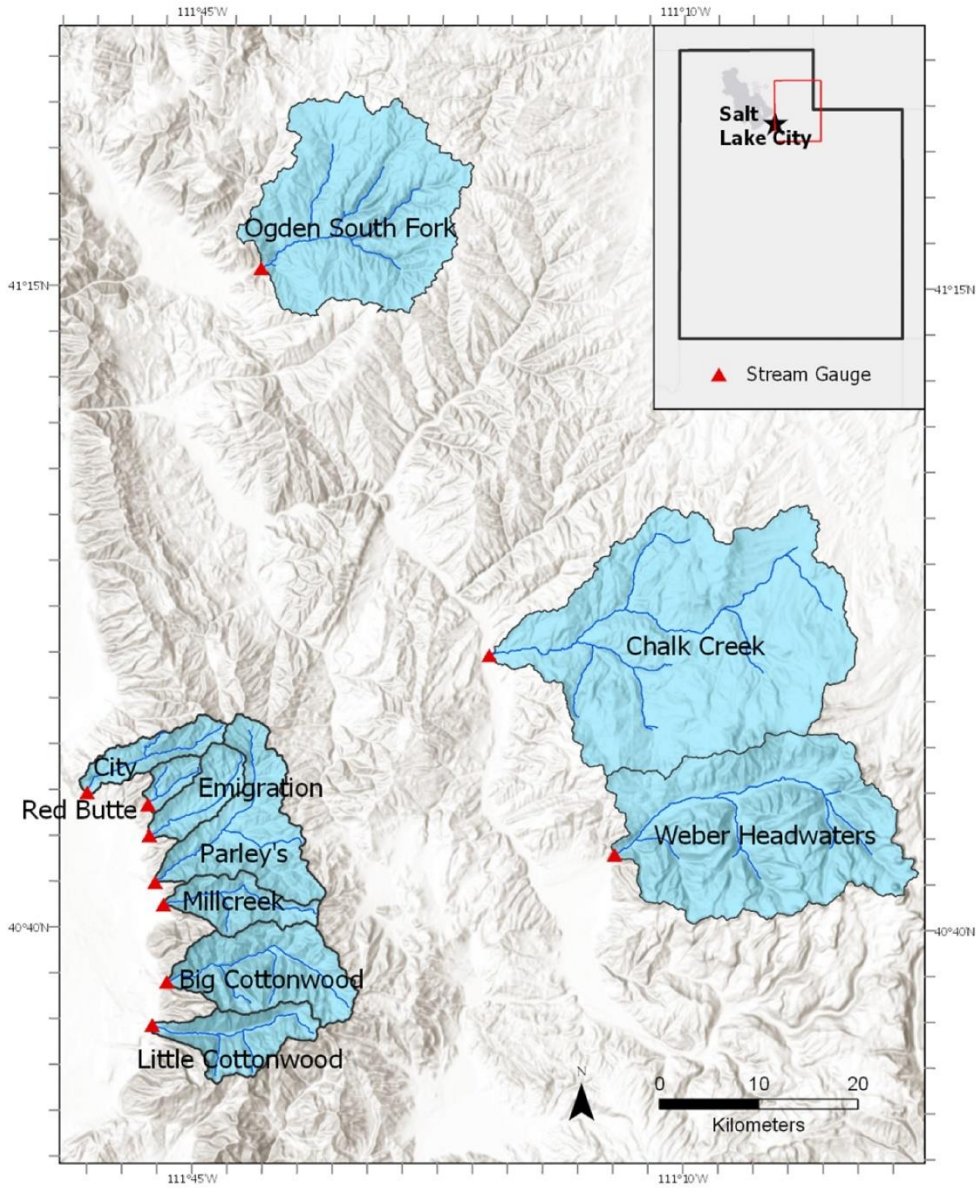 111°45'W
111°10'W
Salt
Lake City
Ogden South Fork
41°15'N
41°15'N
Stream Gauge
Chalk Creek
City
Emigration
Red Butte
Weber Headwaters
Parley's
Millcreek
40°40'N
40°40'N
Big Cottonwood
Little Cottonwood
N
0 10 20
Kilometers
111°45'W
111°10'W